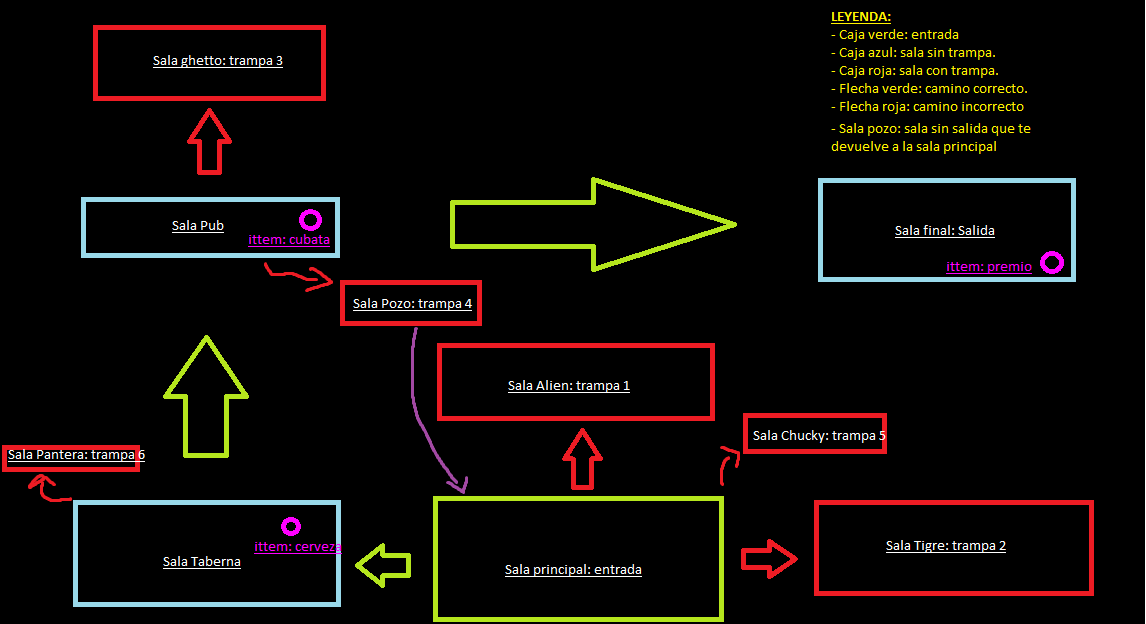 LEYENDA:
- Caja verde: entrada
- Caja azul: sala sin trampa.
- Caja roja: sala con trampa.
- Flecha verde: camino correcto.
- Flecha roja: camino incorrecto
- Sala pozo: sala sin salida que te
devuelve a la sala principal
Sala ghetto: trampa 3
Sala Pub
ittem: cubata
Sala final: Salida
ittem: premio
Sala Pozo: trampa 4
Sala Alien: trampa 1
Sala Chucky: trampa 5
Sala Pantera: trampa 6
ittem: cerveza
Sala Taberna
Sala principal: entrada
Sala Tigre: trampa 2